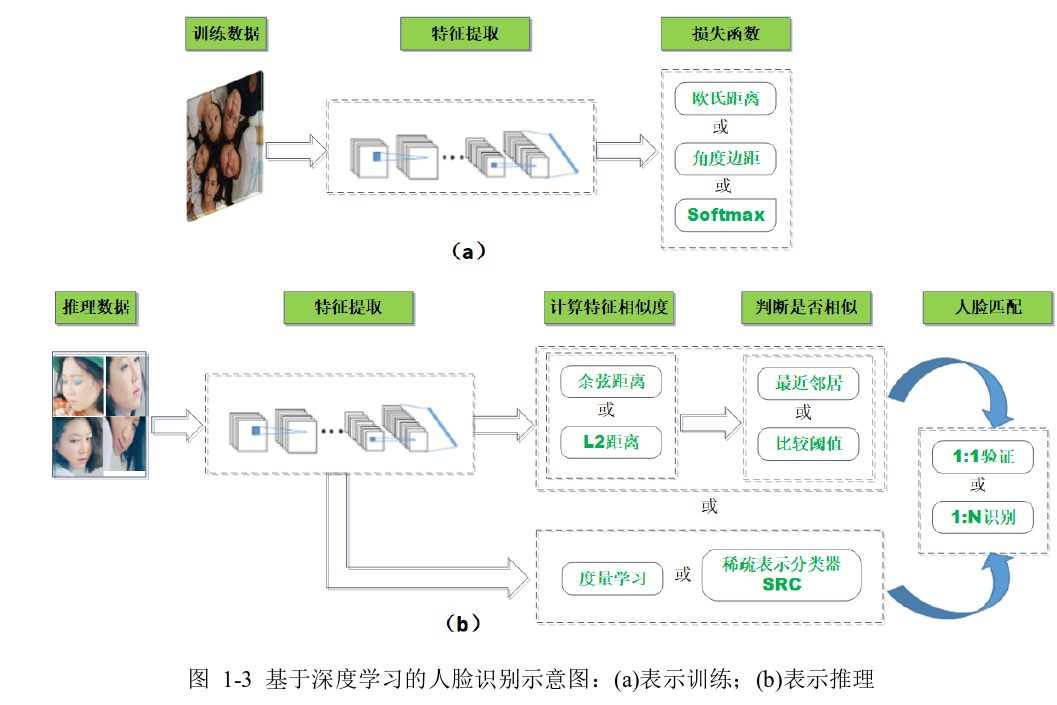 训练数据 特征提取 损失函数
欧氏距离
或
角度边距
或
Softmax
（a）
推理数据 特征提取 计算特征相似度 判断是否相似 人脸匹配
余弦距离
或
L2距离
最近邻居
或
比较阈值
1:1验证
或
1:N识别
或
度量学习 或 稀疏表示分类器
SRC
（b）
图 1-3 基于深度学习的人脸识别示意图：(a)表示训练；(b)表示推理